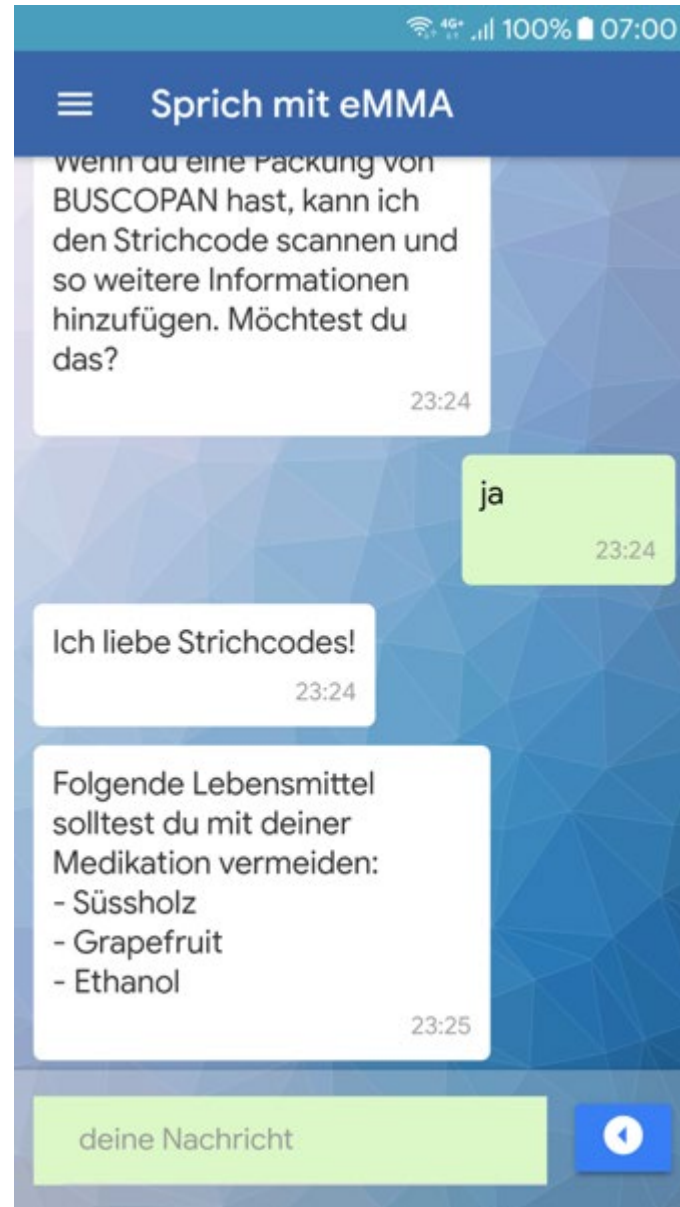 4G+ 100% 07:00
Sprich mit eMMA
Wenn du eine Packung von
BUSCOPAN hast, kann ich
den Strichcode scannen und
so weitere Informationen
hinzufügen. Möchtest du
das?
23:24
ja
23:24
Ich liebe Strichcodes!
23:24
Folgende Lebensmittel
solltest du mit deiner
Medikation vermeiden:
- Süssholz
- Grapefruit
- Ethanol
23:25
deine Nachricht